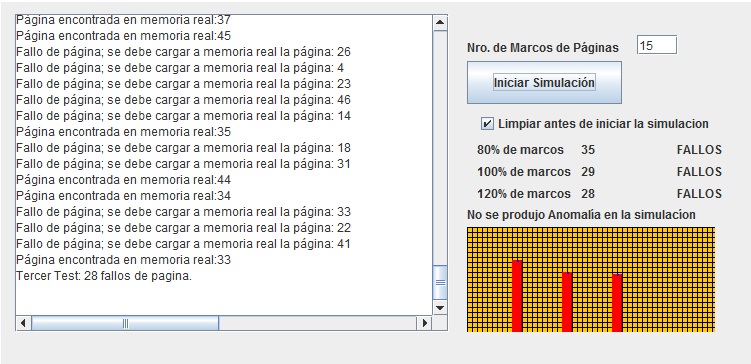 Página encontrada en memoria real:37
Página encontrada en memoria real:45
Fallo de página; se debe cargar a memoria real la página: 26
Fallo de página; se debe cargar a memoria real la página: 4
Fallo de página; se debe cargar a memoria real la página: 23
Fallo de página; se debe cargar a memoria real la página: 46
Fallo de página; se debe cargar a memoria real la página: 14
Página encontrada en memoria real:35
Fallo de página; se debe cargar a memoria real la página: 18
Fallo de página; se debe cargar a memoria real la página: 31
Página encontrada en memoria real:44
Página encontrada en memoria real:34
Fallo de página; se debe cargar a memoria real la página: 33
Fallo de página; se debe cargar a memoria real la página: 22
Fallo de página; se debe cargar a memoria real la página: 41
Página encontrada en memoria real:33
Tercer Test: 28 fallos de pagina.
Nro. de Marcos de Páginas 15
Iniciar Simulación
Limpiar antes de iniciar la simulacion
80% de marcos 35 FALLOS
100% de marcos 29 FALLOS
120% de marcos 28 FALLOS
No se produjo Anomalía en la simulacion